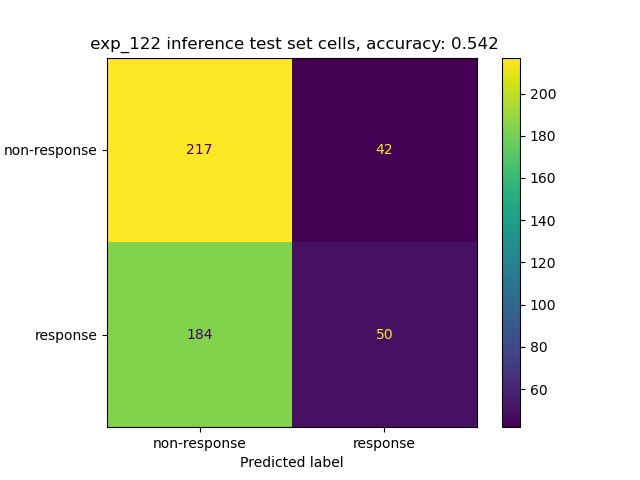 exp_122 inference test set cells, accuracy: 0.542
non-response
217
42
response
184
50
non-response
response
Predicted label
200
180
160
140
120
100
80
60